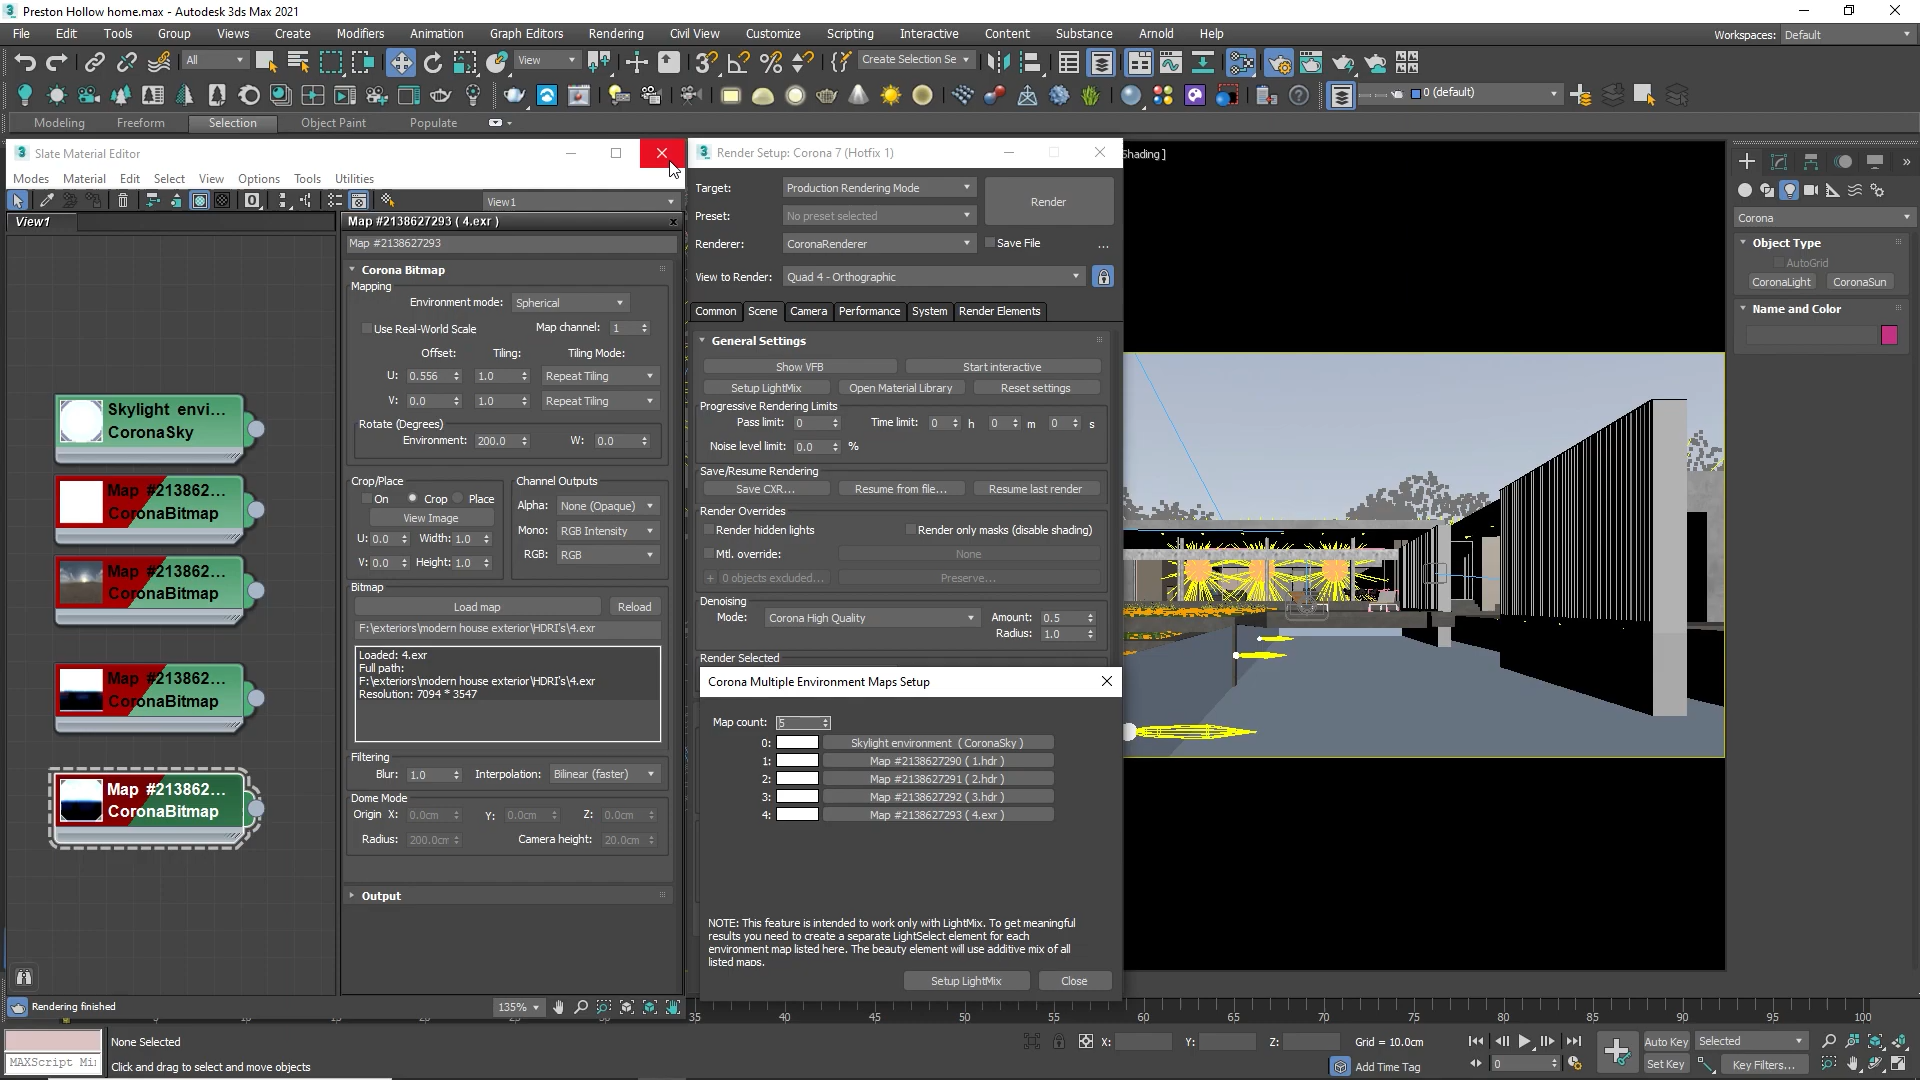 Preston Hollow home.max - Autodesk 3ds Max 2021
File Edit Tools Group Views Create Modifiers Animation Graph Editors Rendering Civil View Customize Scripting Interactive Content Substance Arnold Help
Workspaces: Default
All View Create Selection Se 0 (default)
Modeling Freeform Selection Object Paint Populate
Slate Material Editor
Modes Material Edit Select View Options Tools Utilities
View1
View1
Skylight envi...
CoronaSky
Map #213862...
CoronaBitmap
Map #213862...
CoronaBitmap
Map #213862...
CoronaBitmap
Map #213862...
CoronaBitmap
Map #2138627293 ( 4.exr ) x
Map #2138627293
Corona Bitmap
Mapping
Environment mode: Spherical
Use Real-World Scale Map channel: 1
Offset: Tiling: Tiling Mode:
U: 0.556 1.0 Repeat Tiling
V: 0.0 1.0 Repeat Tiling
Rotate (Degrees)
Environment: 200.0 W: 0.0
Crop/Place
On Crop Place
View Image
U: 0.0 Width: 1.0
V: 0.0 Height: 1.0
Channel Outputs
Alpha: None (Opaque)
Mono: RGB Intensity
RGB: RGB
Bitmap
Load map Reload
F:\exteriors\modern house exterior\HDRI's\4.exr
Loaded: 4.exr
Full path:
F:\exteriors\modern house exterior\HDRI's\4.exr
Resolution: 7094 * 3547
Filtering
Blur: 1.0 Interpolation: Bilinear (faster)
Dome Mode
Origin X: 0.0cm Y: 0.0cm Z: 0.0cm
Radius: 200.0cm Camera height: 20.0cm
Output
Rendering finished
135%
Render Setup: Corona 7 (Hotfix 1)
Target: Production Rendering Mode
Preset: No preset selected
Render
Renderer: CoronaRenderer Save File ...
View to Render: Quad 4 - Orthographic
Common Scene Camera Performance System Render Elements
General Settings
Show VFB Start interactive
Setup LightMix Open Material Library Reset settings
Progressive Rendering Limits
Pass limit: 0 Time limit: 0 h 0 m 0 s
Noise level limit: 0.0 %
Save/Resume Rendering
Save CXR... Resume from file... Resume last render
Render Overrides
Render hidden lights Render only masks (disable shading)
Mtl. override: None
+ 0 objects excluded... Preserve...
Denoising
Mode: Corona High Quality Amount: 0.5
Radius: 1.0
Render Selected
Corona Multiple Environment Maps Setup
Map count: 5
0: Skylight environment ( CoronaSky )
1: Map #2138627290 ( 1.hdr )
2: Map #2138627291 ( 2.hdr )
3: Map #2138627292 ( 3.hdr )
4: Map #2138627293 ( 4.exr )
NOTE: This feature is intended to work only with LightMix. To get meaningful
results you need to create a separate LightSelect element for each
environment map listed here. The beauty element will use additive mix of all
listed maps.
Setup LightMix Close
Shading ]
Corona
Object Type
AutoGrid
CoronaLight CoronaSun
Name and Color
40 45 50 55 60 65 70 75 80 85 90 95 100
None Selected
Click and drag to select and move objects
MAXScript Mi
X: Y: Z: Grid = 10.0cm
Add Time Tag
0
Auto Key Selected
Set Key Key Filters...